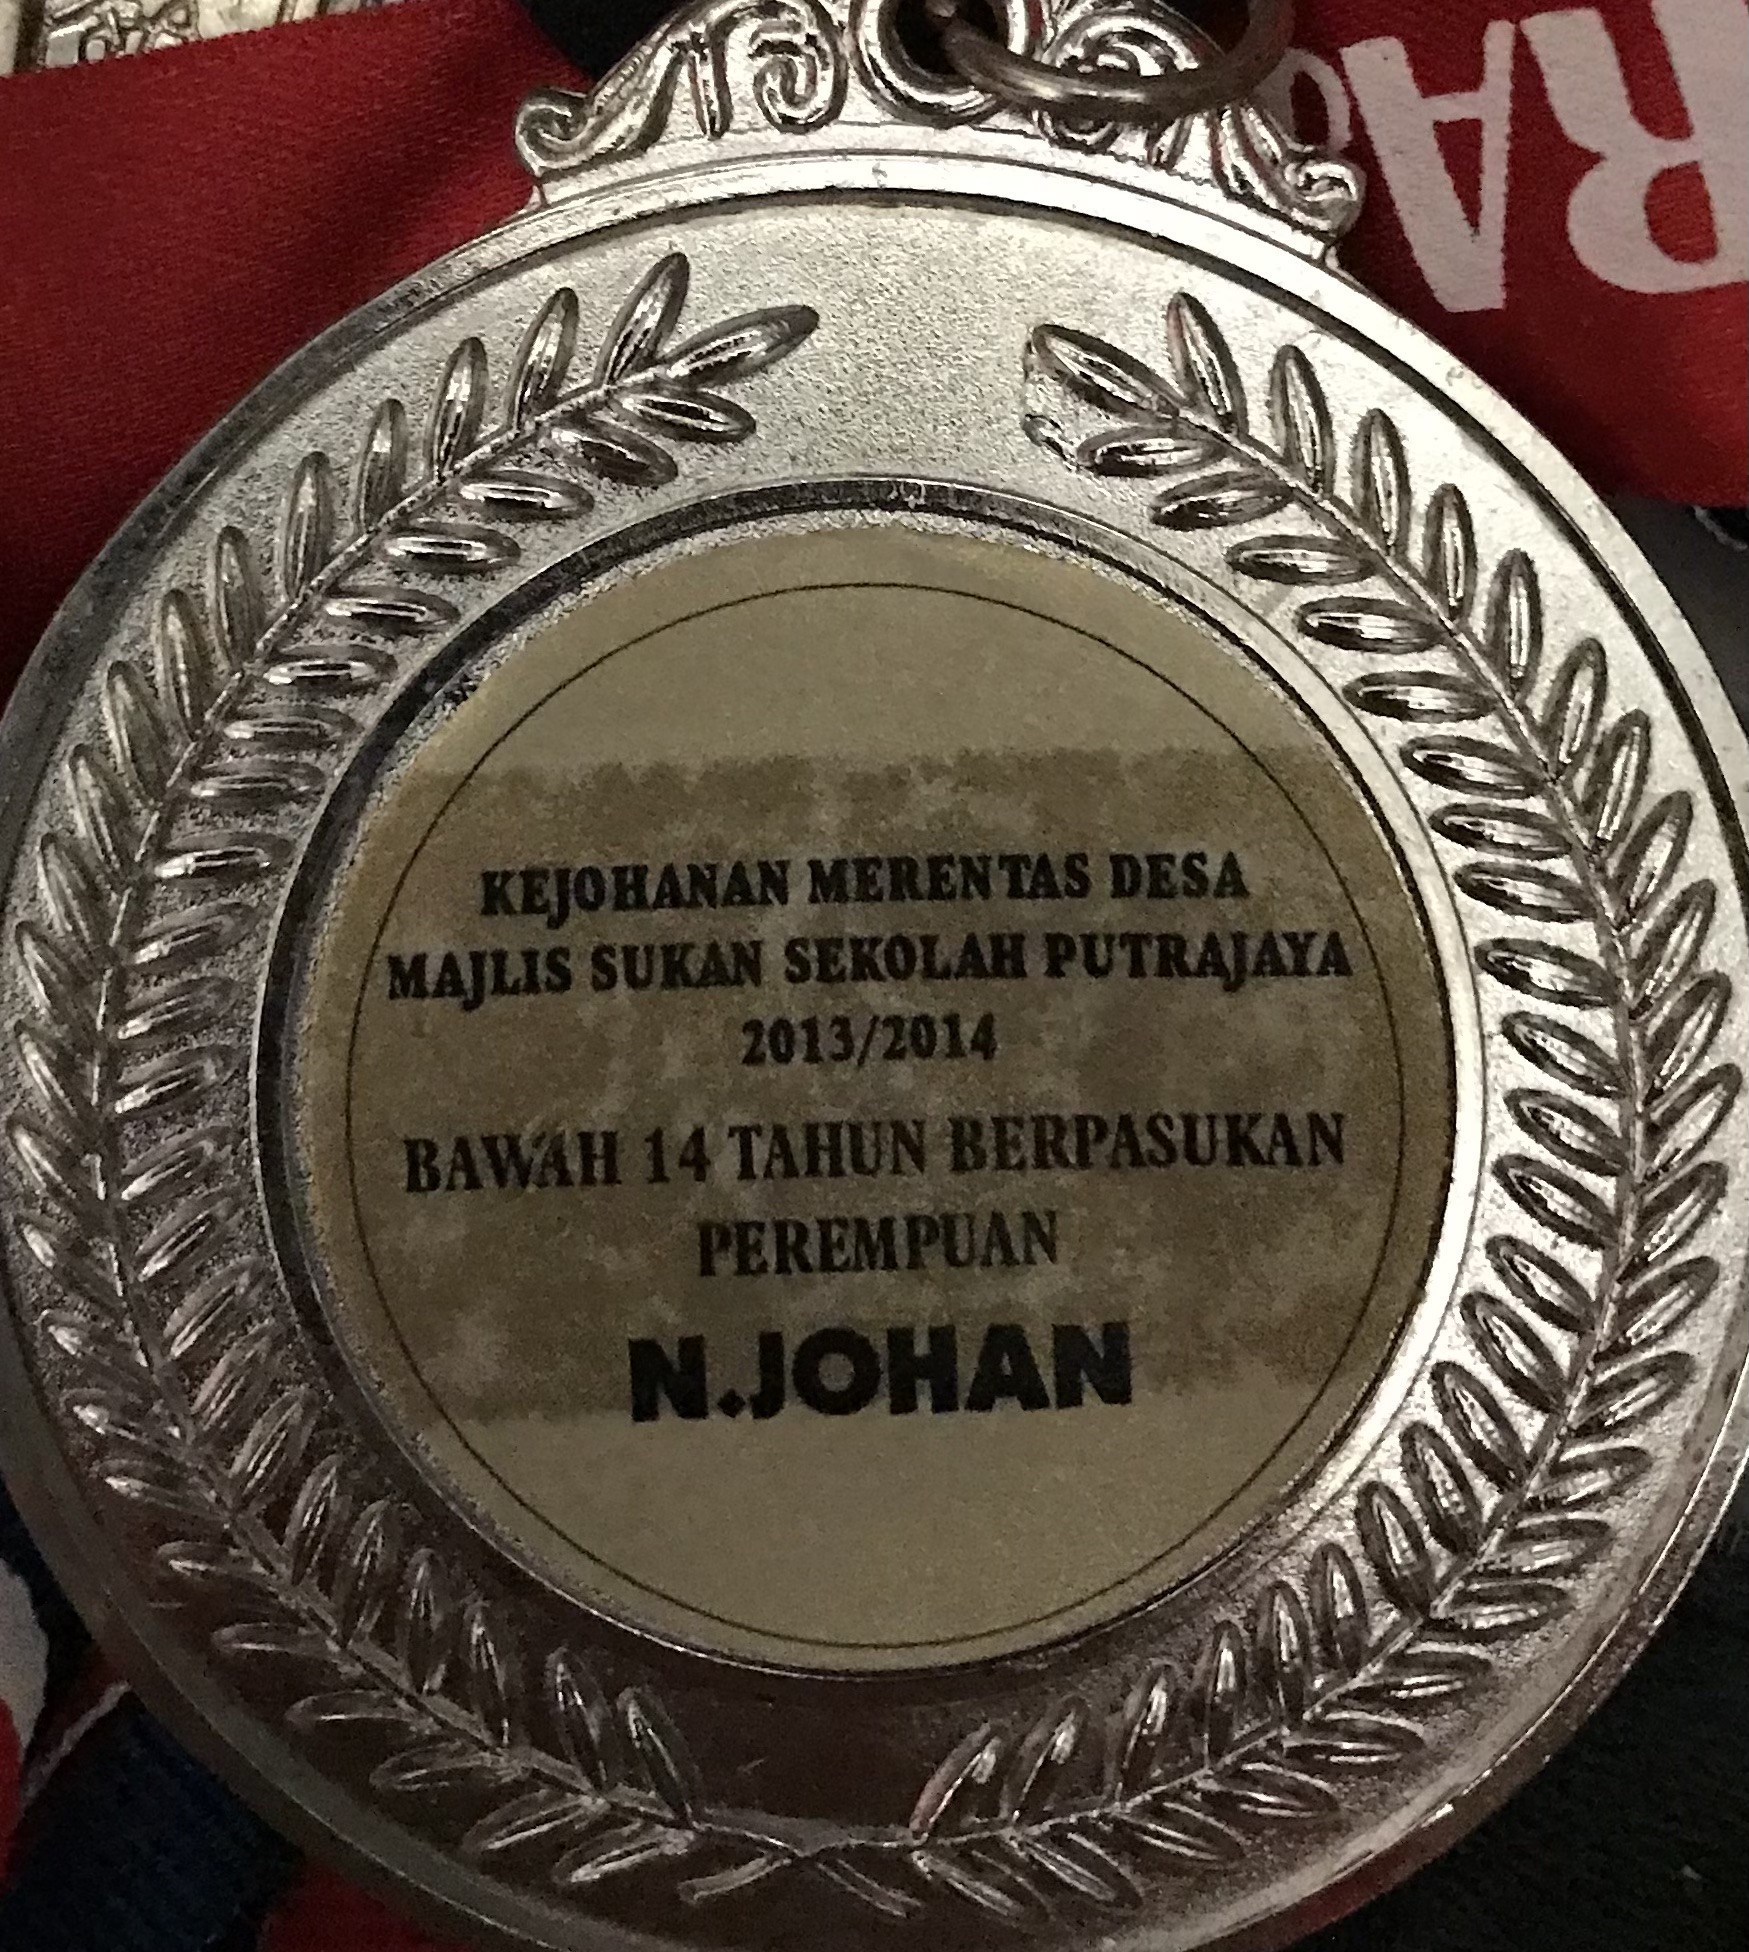 KEJOHANAN MERENTAS DESA
MAJLIS SUKAN SEKOLAH PUTRAJAYA
2013/2014
BAWAH 14 TAHUN BERPASUKAN
PEREMPUAN
N.JOHAN